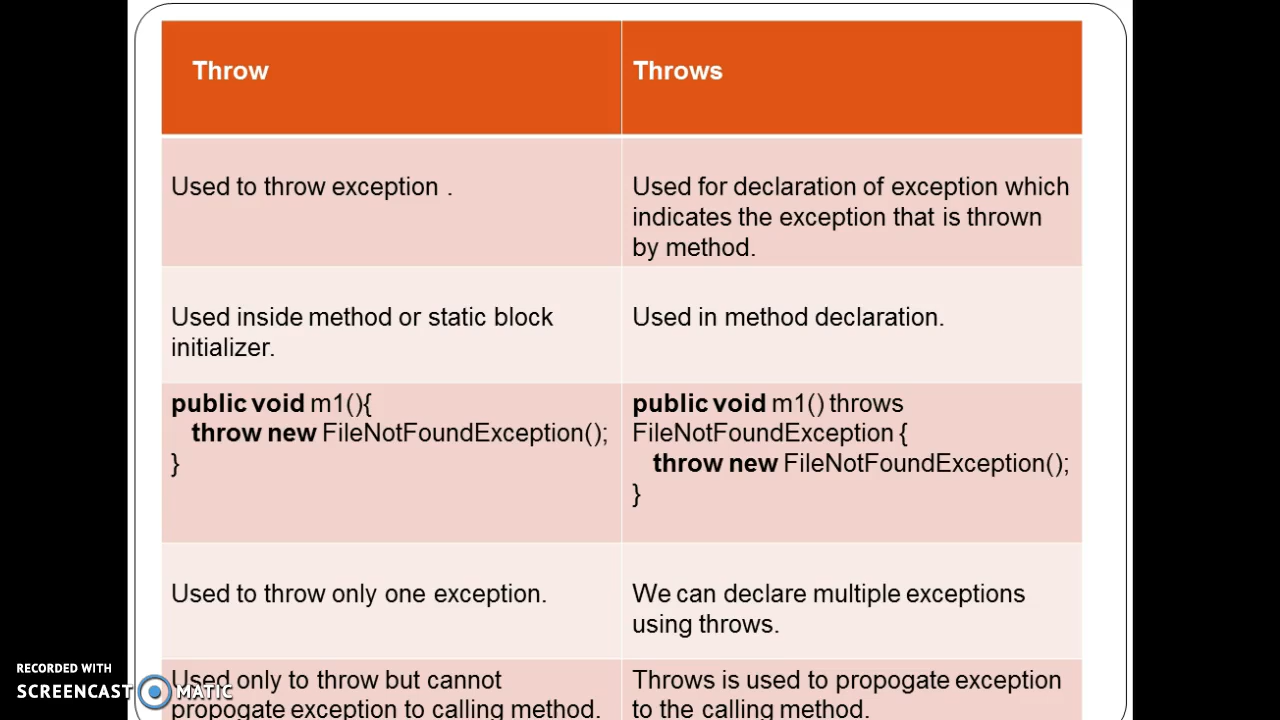 Throw
Throws
Used to throw exception .
Used for declaration of exception which
indicates the exception that is thrown
by method.
Used inside method or static block
initializer.
Used in method declaration.
public void m1(){
throw new FileNotFoundException();
}
public void m1() throws
FileNotFoundException {
throw new FileNotFoundException();
}
Used to throw only one exception.
We can declare multiple exceptions
using throws.
Used only to throw but cannot
propogate exception to calling method.
Throws is used to propogate exception
to the calling method.
RECORDED WITH
SCREENCAST MATIC